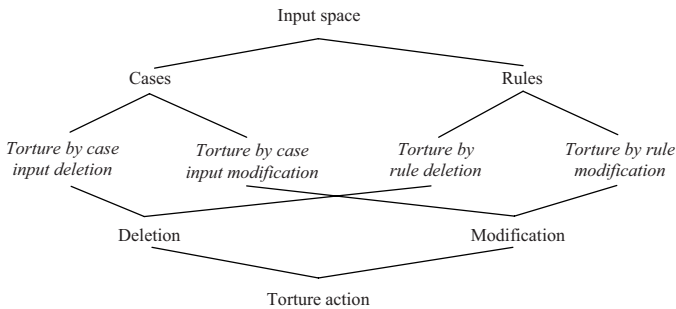 Input space
Cases
Rules
Torture by case
input deletion
Torture by case
input modification
Torture by
rule deletion
Torture by rule
modification
Deletion
Modification
Torture action